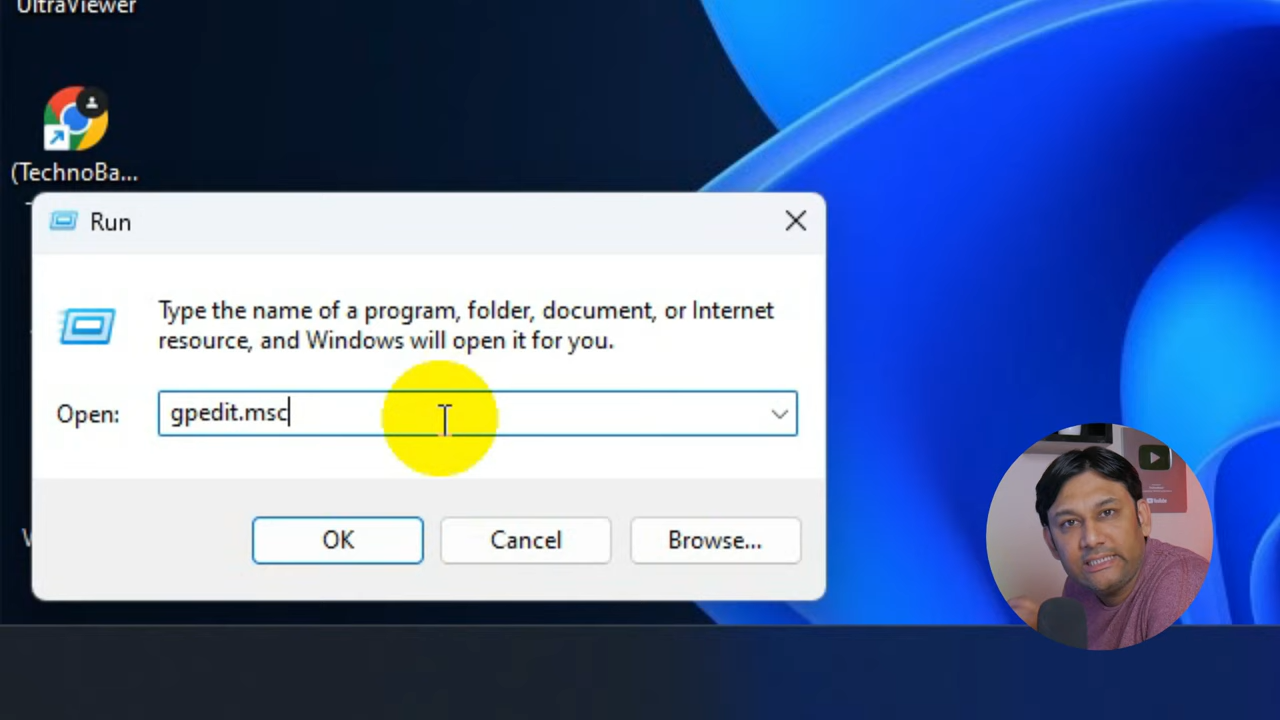 UltraViewer
(TechnoBa...
Run
Type the name of a program, folder, document, or Internet
resource, and Windows will open it for you.
Open:
gpedit.msc
OK
Cancel
Browse...
YouTube